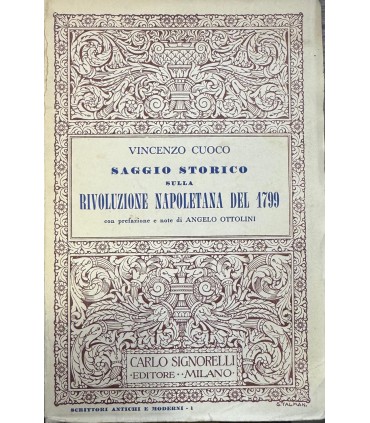 VINCENZO CUOCO
SAGGIO STORICO
SULLA
RIVOLUZIONE NAPOLETANA DEL 1799
con prefazione e note di ANGELO OTTOLINI
CARLO SIGNORELLI
·EDITORE··MILANO·
G.TALMAN.
SCRITTORI ANTICHI E MODERNI - 1